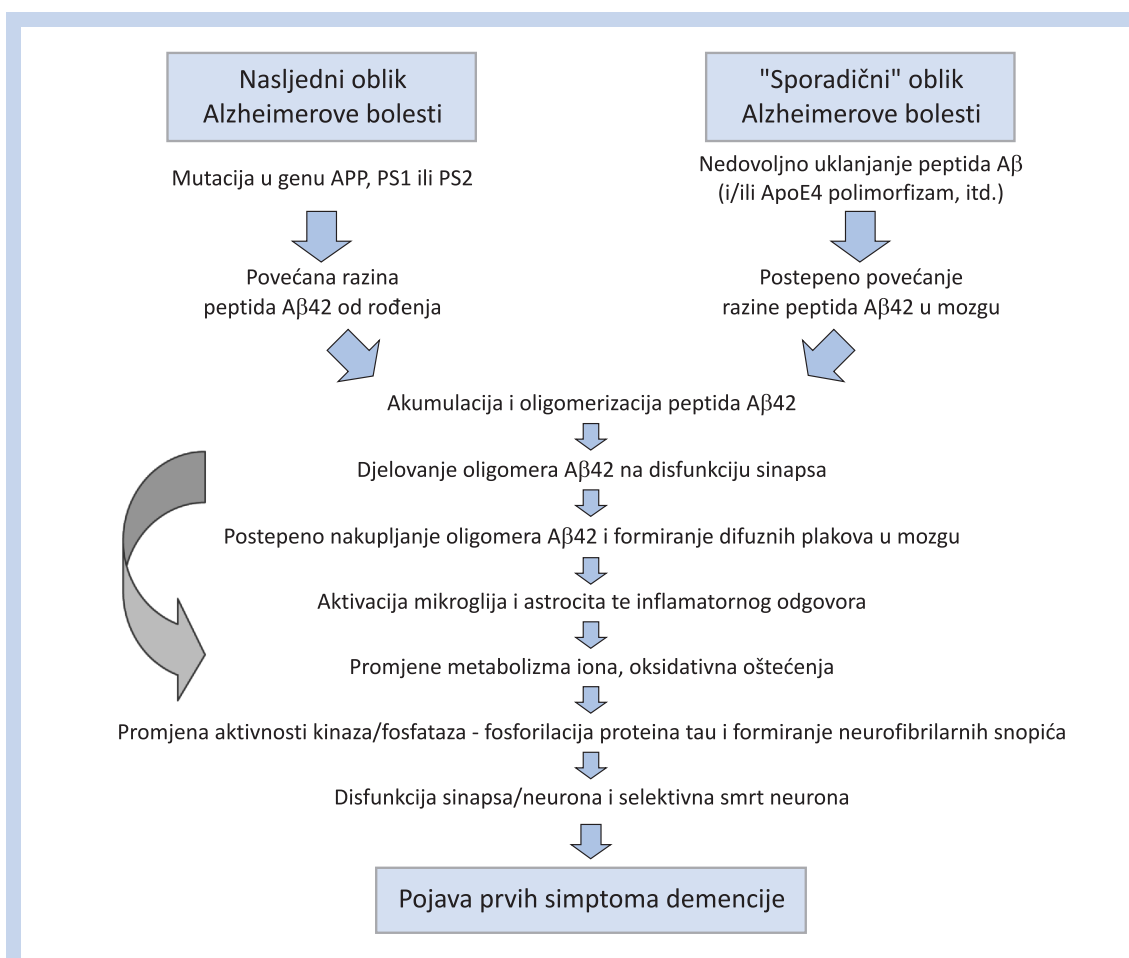 Nasljedni oblik
Alzheimerove bolesti
"Sporadični" oblik
Alzheimerove bolesti
Mutacija u genu APP, PS1 ili PS2
Nedovoljno uklanjanje peptida Aβ
(i/ili ApoE4 polimorfizam, itd.)
Povećana razina
peptida Aβ42 od rođenja
Postepeno povećanje
razine peptida Aβ42 u mozgu
Akumulacija i oligomerizacija peptida Aβ42
Djelovanje oligomera Aβ42 na disfunkciju sinapsa
Postepeno nakupljanje oligomera Aβ42 i formiranje difuznih plakova u mozgu
Aktivacija mikroglija i astrocita te inflamatornog odgovora
Promjene metabolizma iona, oksidativna oštećenja
Promjena aktivnosti kinaza/fosfataza - fosforilacija proteina tau i formiranje neurofibrilarnih snopića
Disfunkcija sinapsa/neurona i selektivna smrt neurona
Pojava prvih simptoma demencije